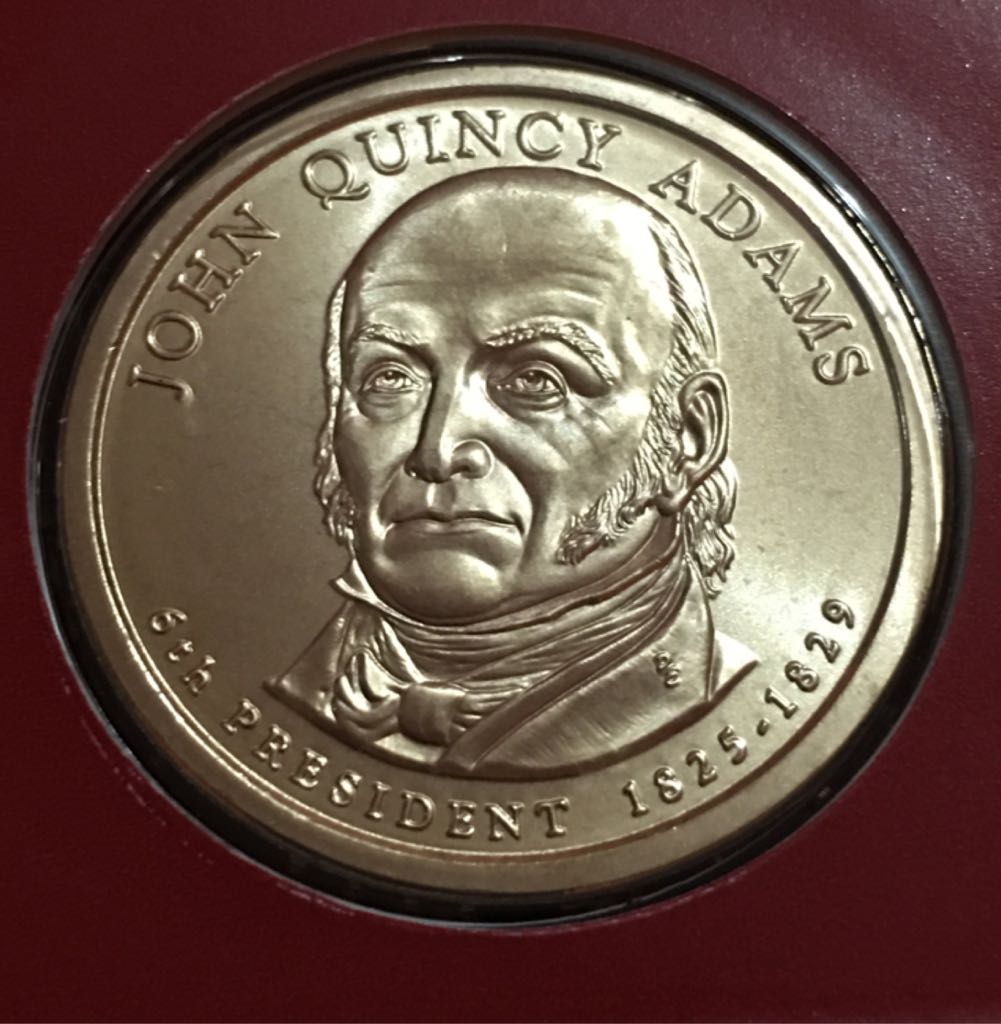 JOHN QUINCY ADAMS
6th PRESIDENT 1825-1829